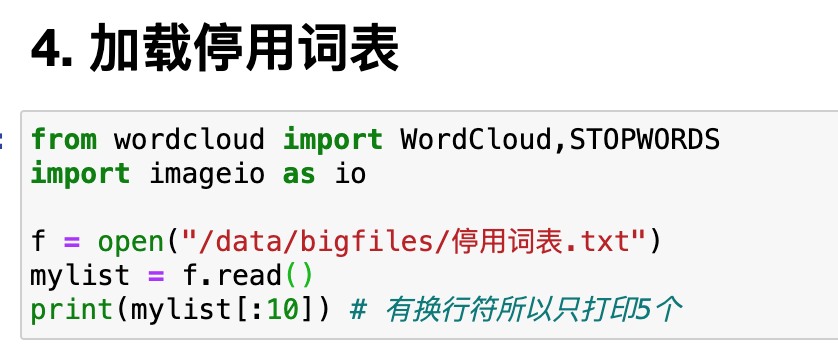 4. 加载停用词表
from wordcloud import WordCloud,STOPWORDS
import imageio as io
f = open("/data/bigfiles/停用词表.txt")
mylist = f.read()
print(mylist[:10]) # 有换行符所以只打印5个